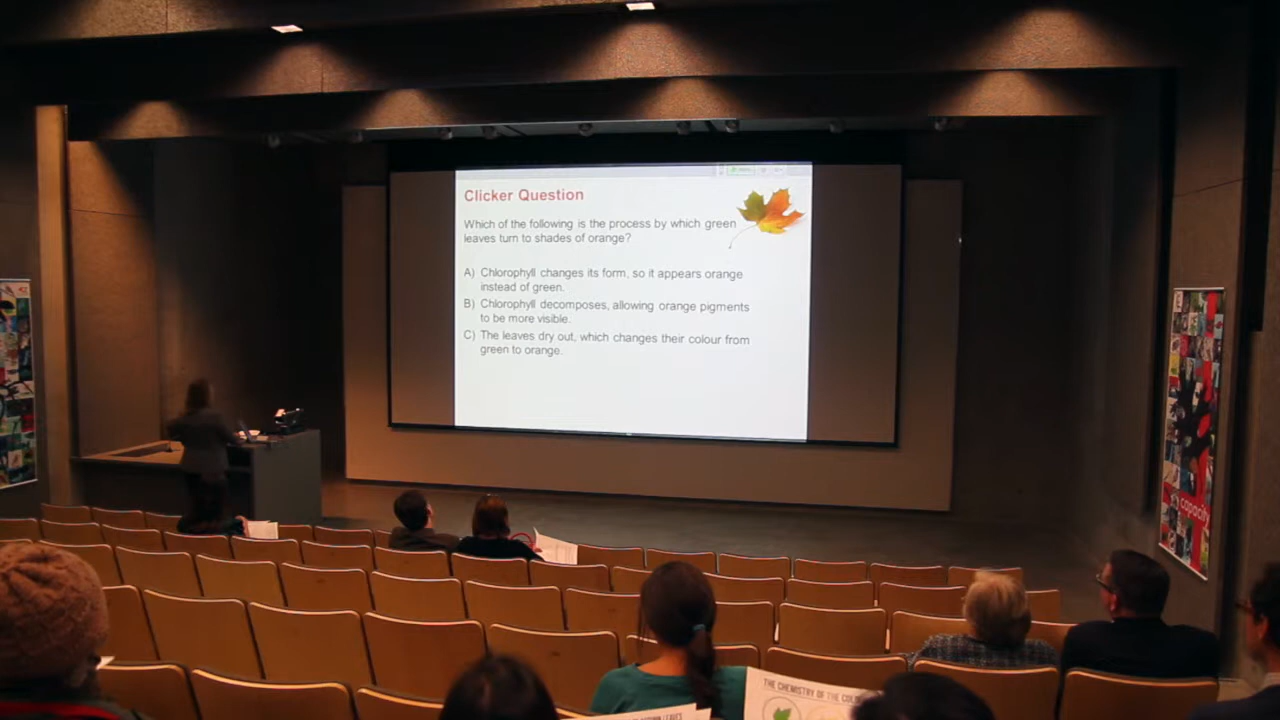 Clicker Question
Which of the following is the process by which green
leaves turn to shades of orange?
A) Chlorophyll changes its form, so it appears orange
instead of green.
B) Chlorophyll decomposes, allowing orange pigments
to be more visible.
C) The leaves dry out, which changes their colour from
green to orange.
capacity
THE CHEMISTRY OF THE